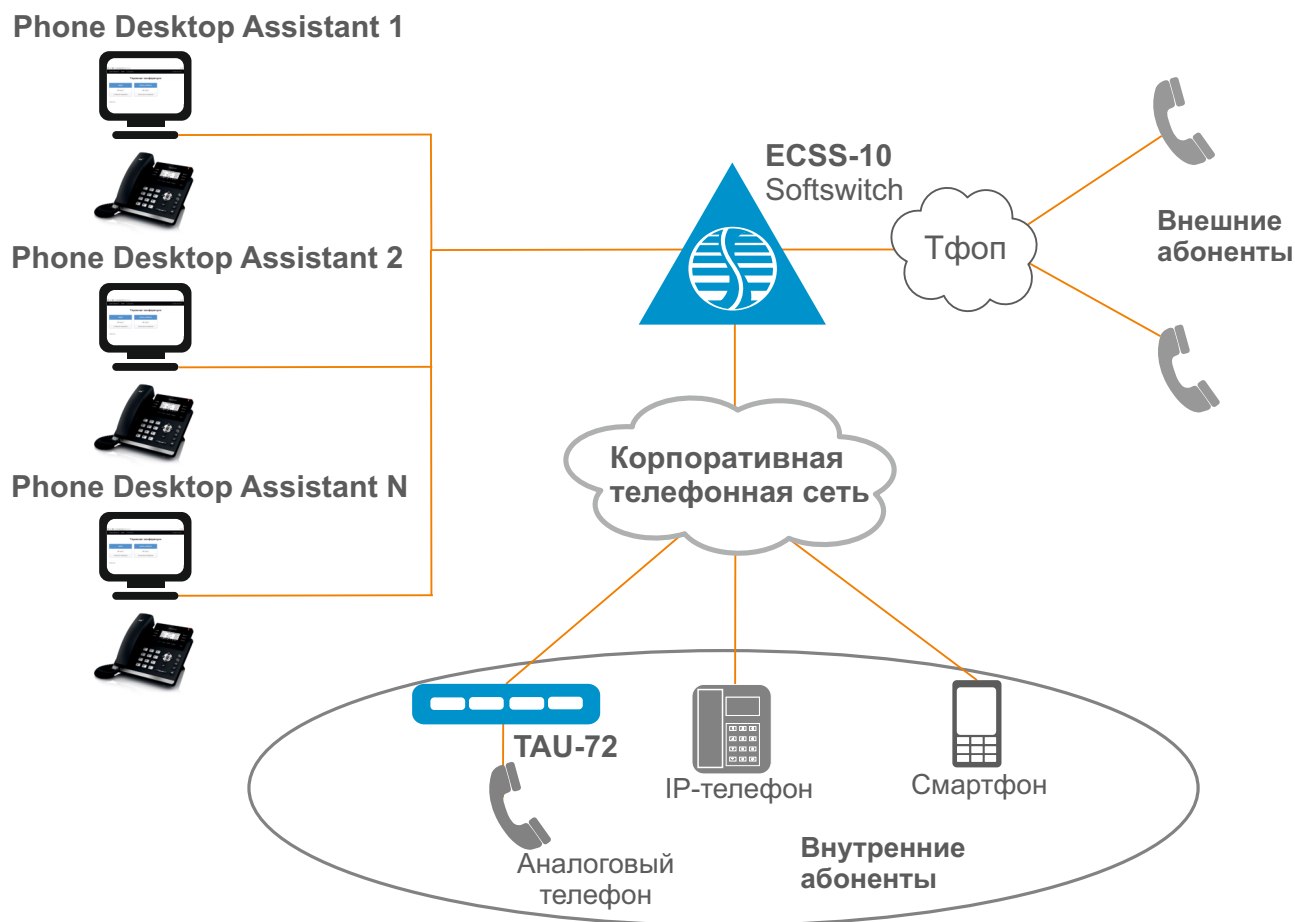 Phone Desktop Assistant 1
ECSS-10
Softswitch
Тфоп
Внешние
абоненты
Phone Desktop Assistant 2
Корпоративная
телефонная сеть
Phone Desktop Assistant N
TAU-72
IP-телефон
Смартфон
Аналоговый
телефон
Внутренние
абоненты